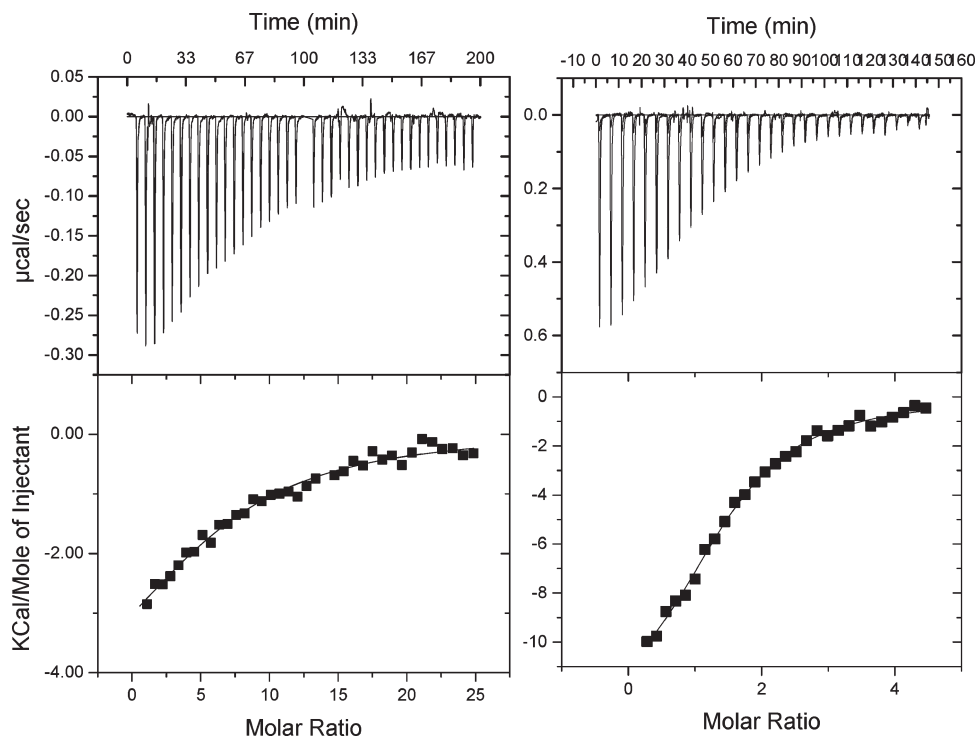 Time (min)
0 33 67 100 133 167 200
0.05
0.00
-0.05
-0.10
-0.15
-0.20
-0.25
-0.30
µcal/sec
0.00
-2.00
-4.00
KCal/Mole of Injectant
0 5 10 15 20 25
Molar Ratio
Time (min)
-10 0 10 20 30 40 50 60 70 80 90 100 110 120 130 140 150 160
0.0
0.2
0.4
0.6
0
-2
-4
-6
-8
-10
0 2 4
Molar Ratio